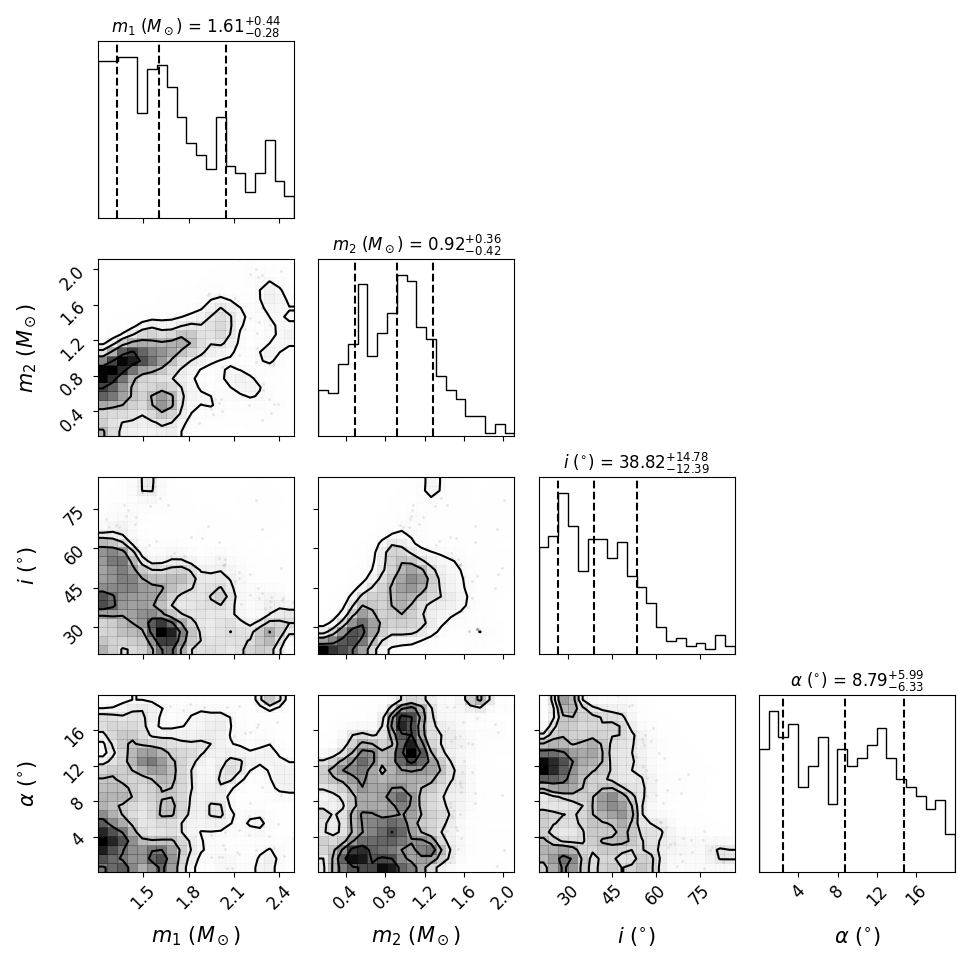 m₁ (M⊙) = 1.61+0.44−0.28
2.0
1.6
1.2
0.8
0.4
m₂ (M⊙)
m₂ (M⊙) = 0.92+0.36−0.42
75
60
45
30
i (°)
i (°) = 38.82+14.78−12.39
16
12
8
4
α (°)
α (°) = 8.79+5.99−6.33
1.5 1.8 2.1 2.4
0.4 0.8 1.2 1.6 2.0
30 45 60 75
4 8 12 16
m₁ (M⊙)
m₂ (M⊙)
i (°)
α (°)